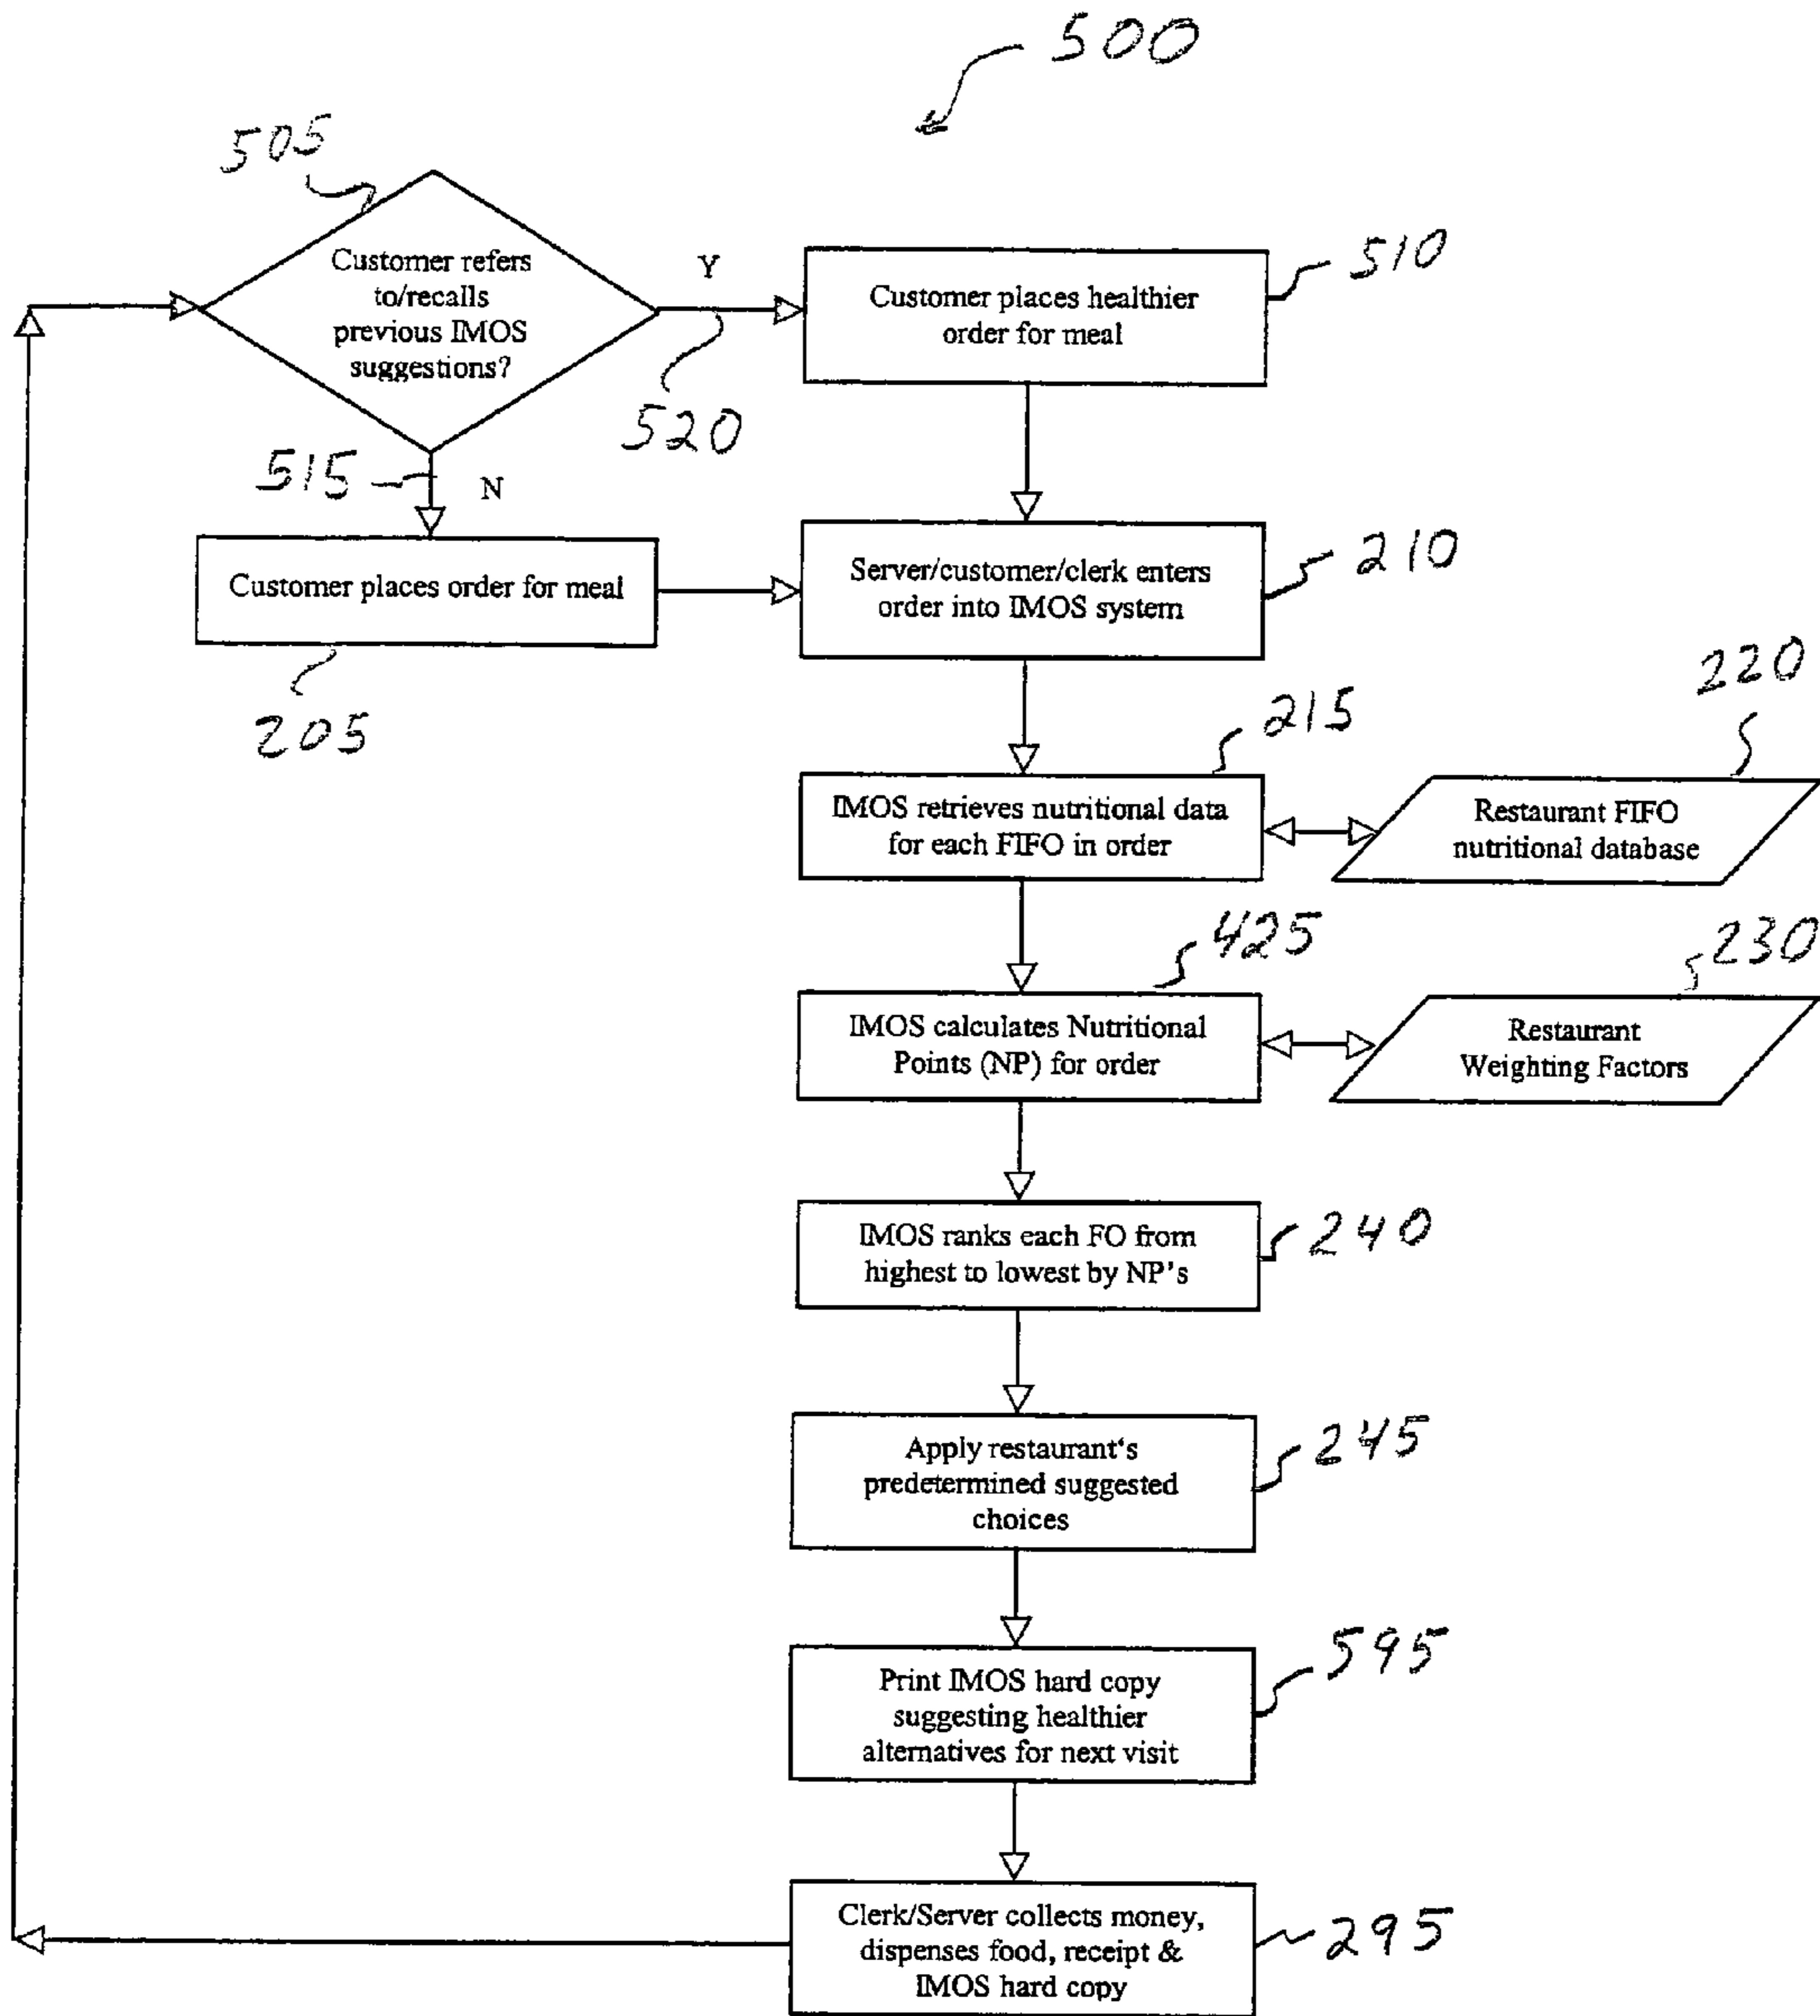 500
505
Customer refers
to/recalls
previous IMOS
suggestions?
Y
520
Customer places healthier
order for meal
510
515
N
Customer places order for meal
205
Server/customer/clerk enters
order into IMOS system
210
215
IMOS retrieves nutritional data
for each FIFO in order
220
Restaurant FIFO
nutritional database
425
IMOS calculates Nutritional
Points (NP) for order
230
Restaurant
Weighting Factors
IMOS ranks each FO from
highest to lowest by NP's
240
Apply restaurant's
predetermined suggested
choices
245
Print IMOS hard copy
suggesting healthier
alternatives for next visit
595
Clerk/Server collects money,
dispenses food, receipt &
IMOS hard copy
295